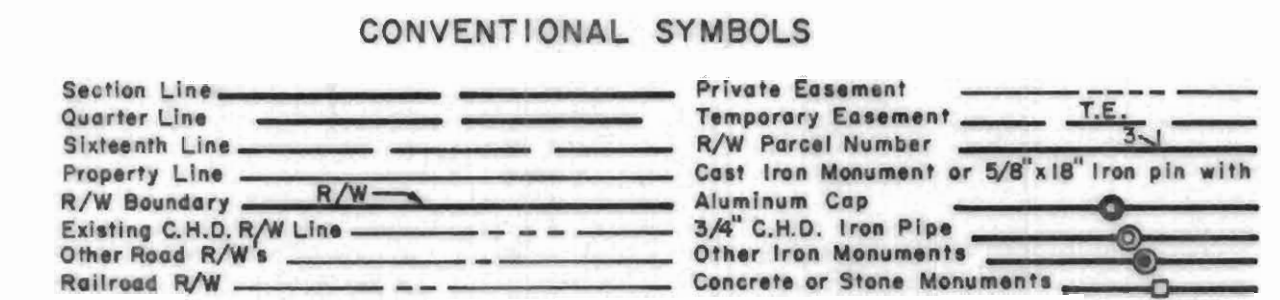 CONVENTIONAL SYMBOLS
Section Line
Quarter Line
Sixteenth Line
Property Line
R/W Boundary R/W
Existing C.H.D. R/W Line
Other Road R/W's
Railroad R/W
Private Easement
Temporary Easement T.E.
R/W Parcel Number 3-1
Cast Iron Monument or 5/8"x18" Iron pin with
Aluminum Cap
3/4" C.H.D. Iron Pipe
Other Iron Monuments
Concrete or Stone Monuments